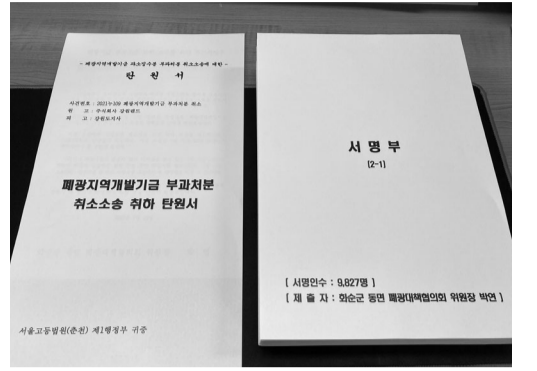 - 폐광지역개발기금 과소징수분 부과처분 취소소송에 대한 -
탄 원 서
사건번호 : 2021누559 폐광지역개발기금 부과처분 취소
원 고 : 주식회사 강원랜드
피 고 : 강원도지사
폐광지역개발기금 부과처분
취소소송 취하 탄원서
서울고등법원(춘천) 제1행정부 귀중
서 명 부
[2-1]
[ 서명인수 : 9,827명 ]
[ 제 출 자 : 화순군 동면 폐광대책협의회 위원장 박연 ]